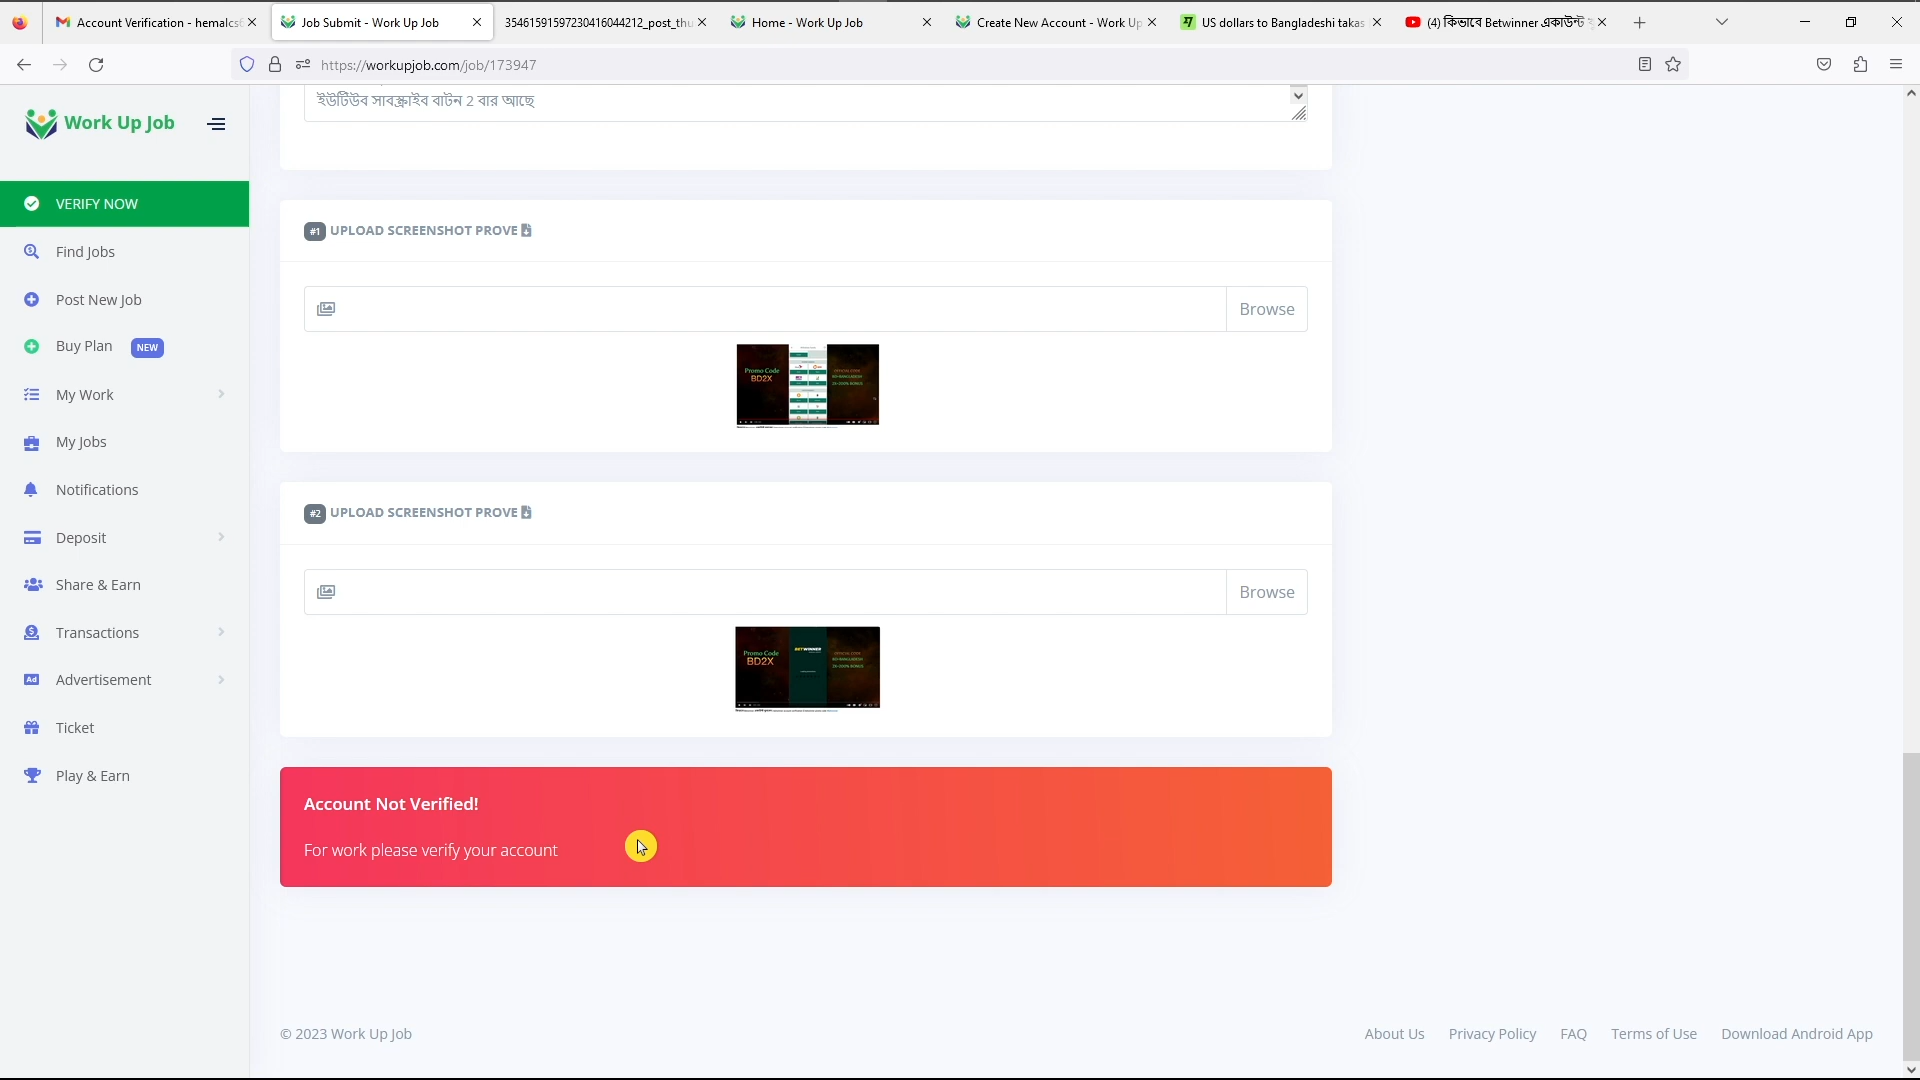 Account Verification - hemalcs
Job Submit - Work Up Job
35461591597230416044212_post_thu
Home - Work Up Job
Create New Account - Work Up
US dollars to Bangladeshi takas
(4) কিভাবে Betwinner একাউন্ট
https://workupjob.com/job/173947
Work Up Job
ইউটিউব সাবস্ক্রাইব বাটন 2 বার আছে
VERIFY NOW
Find Jobs
Post New Job
Buy Plan NEW
My Work
My Jobs
Notifications
Deposit
Share & Earn
Transactions
Advertisement
Ticket
Play & Earn
#1 UPLOAD SCREENSHOT PROVE
Browse
Promo Code
BD2X
#2 UPLOAD SCREENSHOT PROVE
Browse
Promo Code
BD2X
BETWINNER
Account Not Verified!
For work please verify your account
© 2023 Work Up Job
About Us
Privacy Policy
FAQ
Terms of Use
Download Android App